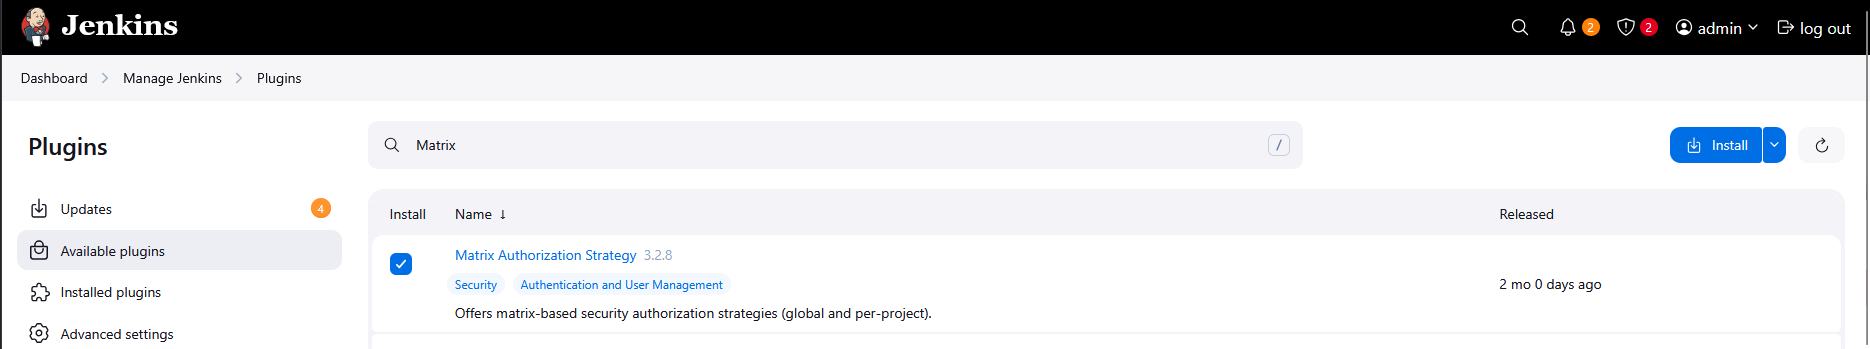 Jenkins
2
2
admin
log out
Dashboard > Manage Jenkins > Plugins
Plugins
Matrix
/
Install
Updates
4
Available plugins
Installed plugins
Advanced settings
Install Name ↓ Released
Matrix Authorization Strategy 3.2.8
Security Authentication and User Management
2 mo 0 days ago
Offers matrix-based security authorization strategies (global and per-project).